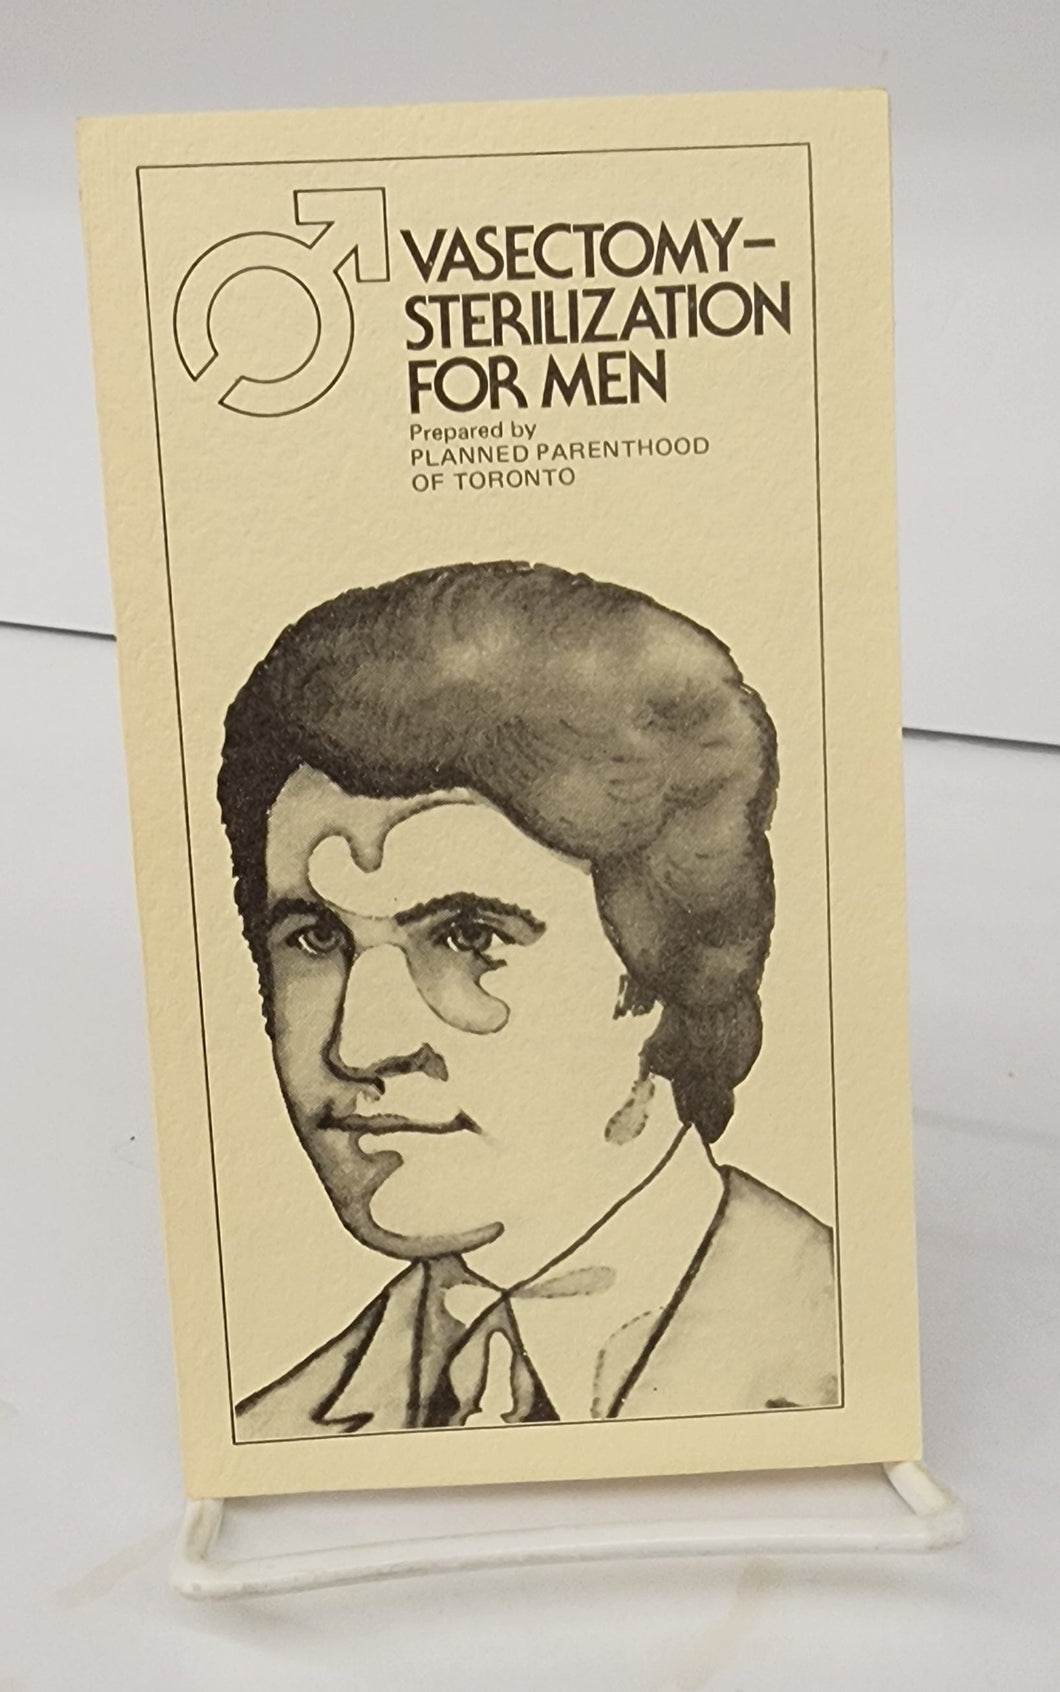 VASECTOMY–
STERILIZATION
FOR MEN
Prepared by
PLANNED PARENTHOOD
OF TORONTO